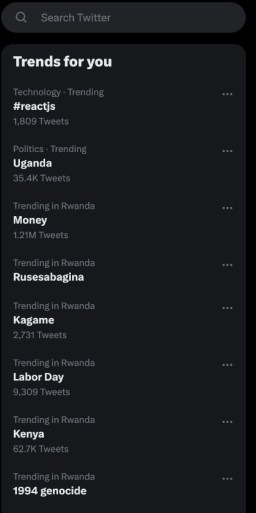 Search Twitter
Trends for you
Technology · Trending
#reactjs
1,809 Tweets
Politics · Trending
Uganda
35.4K Tweets
Trending in Rwanda
Money
1.21M Tweets
Trending in Rwanda
Rusesabagina
Trending in Rwanda
Kagame
2,731 Tweets
Trending in Rwanda
Labor Day
9,309 Tweets
Trending in Rwanda
Kenya
62.7K Tweets
Trending in Rwanda
1994 genocide